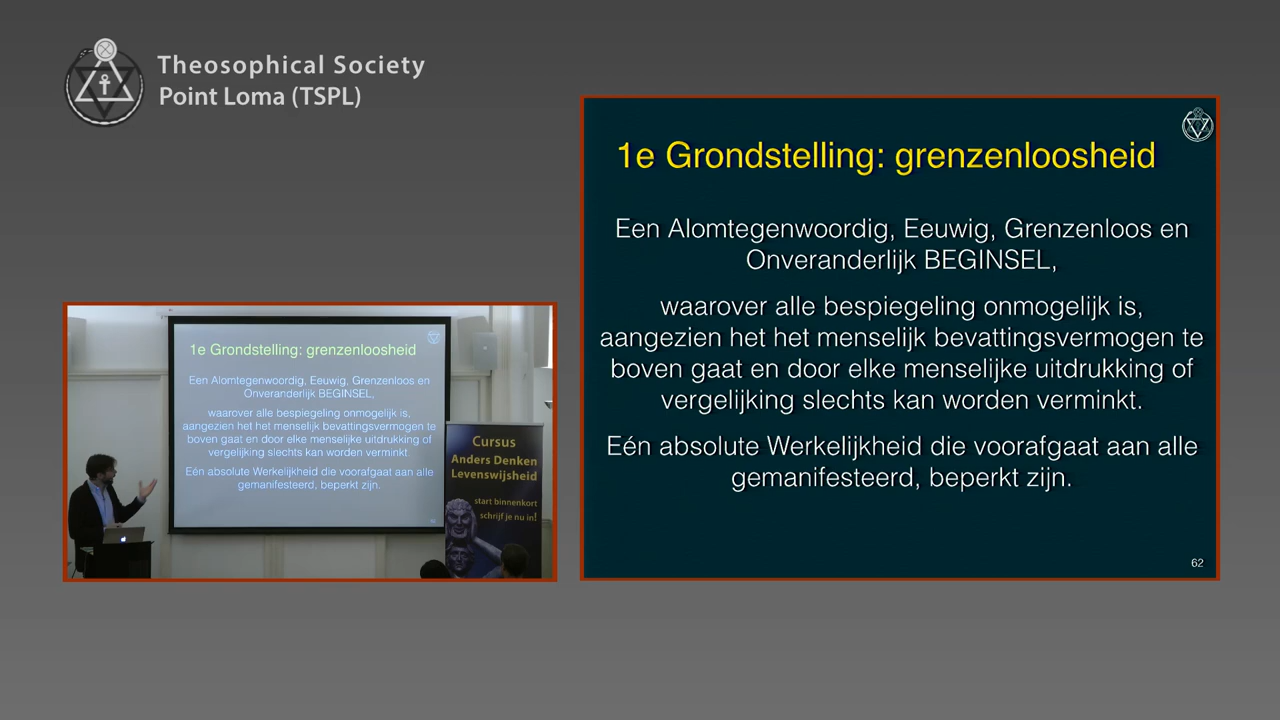 Theosophical Society
Point Loma (TSPL)
1e Grondstelling: grenzenloosheid
Een Alomtegenwoordig, Eeuwig, Grenzenloos en
Onveranderlijk BEGINSEL,
waarover alle bespiegeling onmogelijk is,
aangezien het het menselijk bevattingsvermogen te
boven gaat en door elke menselijke uitdrukking of
vergelijking slechts kan worden verminkt.
Eén absolute Werkelijkheid die voorafgaat aan alle
gemanifesteerd, beperkt zijn.
62
1e Grondstelling: grenzenloosheid
Een Alomtegenwoordig, Eeuwig, Grenzenloos en
Onveranderlijk BEGINSEL,
waarover alle bespiegeling onmogelijk is,
aangezien het het menselijk bevattingsvermogen te
boven gaat en door elke menselijke uitdrukking of
vergelijking slechts kan worden verminkt.
Eén absolute Werkelijkheid die voorafgaat aan alle
gemanifesteerd, beperkt zijn.
Cursus
Anders Denken
Levenswijsheid
start binnenkort
schrijf je nu in!